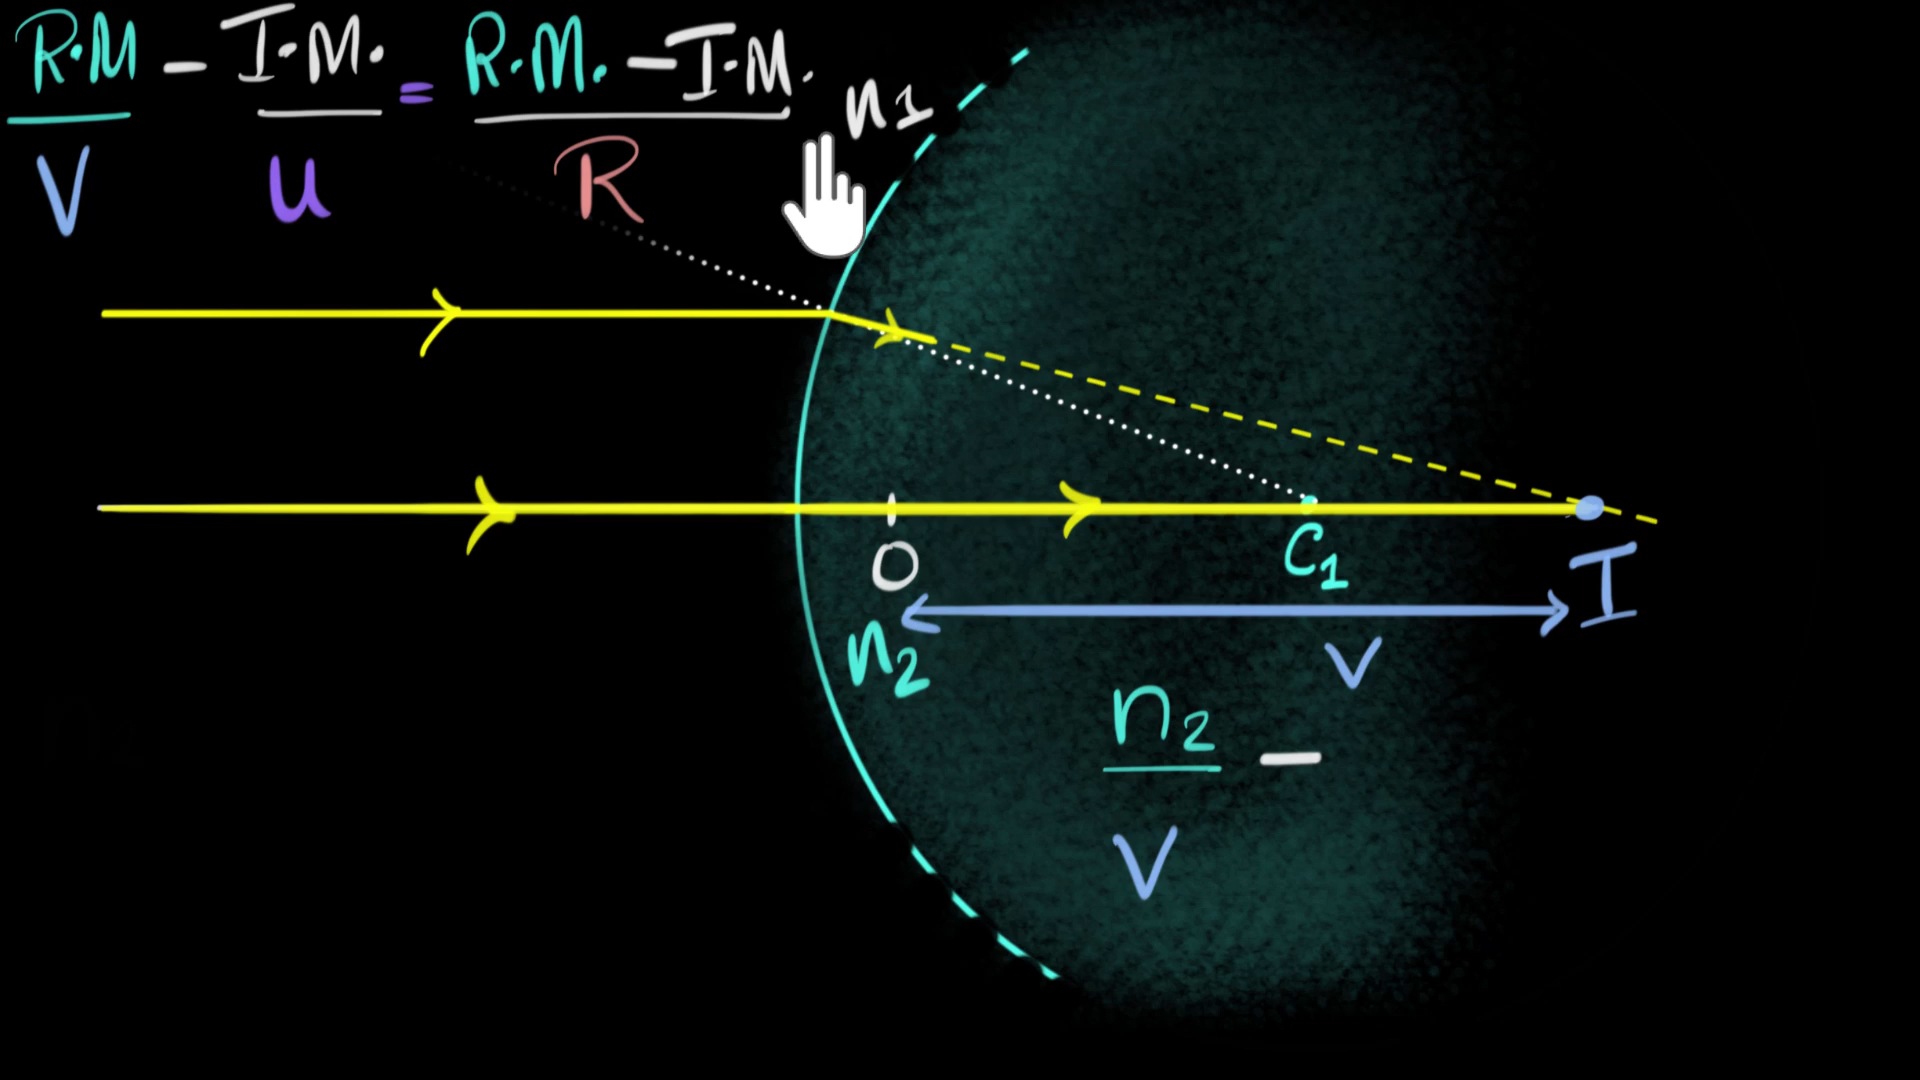 R.M - I.M. = R.M. - I.M.
V u R
n1
O
C1
I
n2
V
n2 -
V